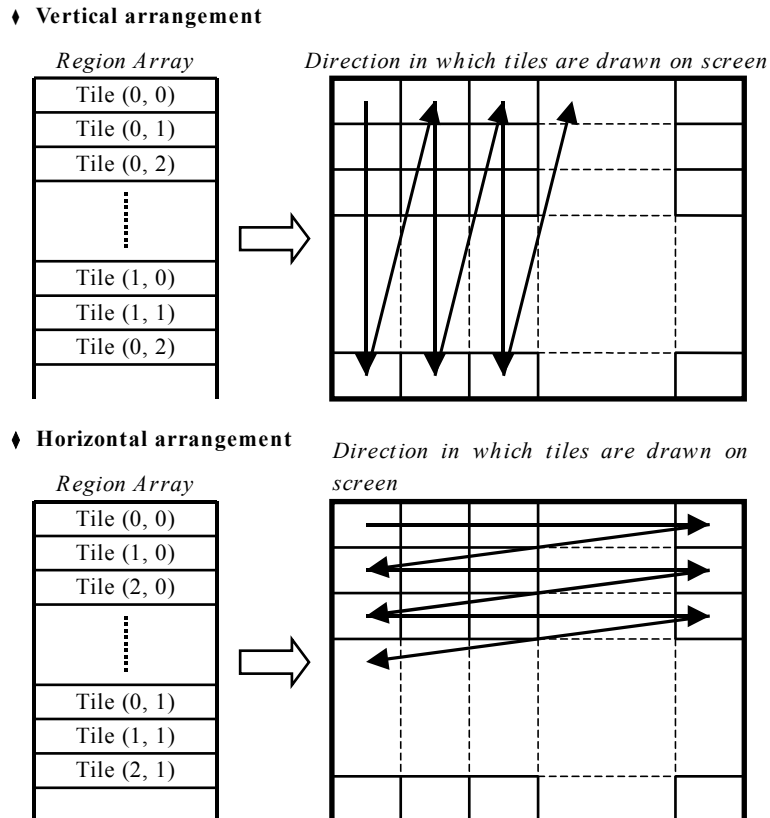 ♦ Vertical arrangement
Region Array
Direction in which tiles are drawn on screen
Tile (0, 0)
Tile (0, 1)
Tile (0, 2)
Tile (1, 0)
Tile (1, 1)
Tile (0, 2)
♦ Horizontal arrangement
Direction in which tiles are drawn on
screen
Region Array
Tile (0, 0)
Tile (1, 0)
Tile (2, 0)
Tile (0, 1)
Tile (1, 1)
Tile (2, 1)